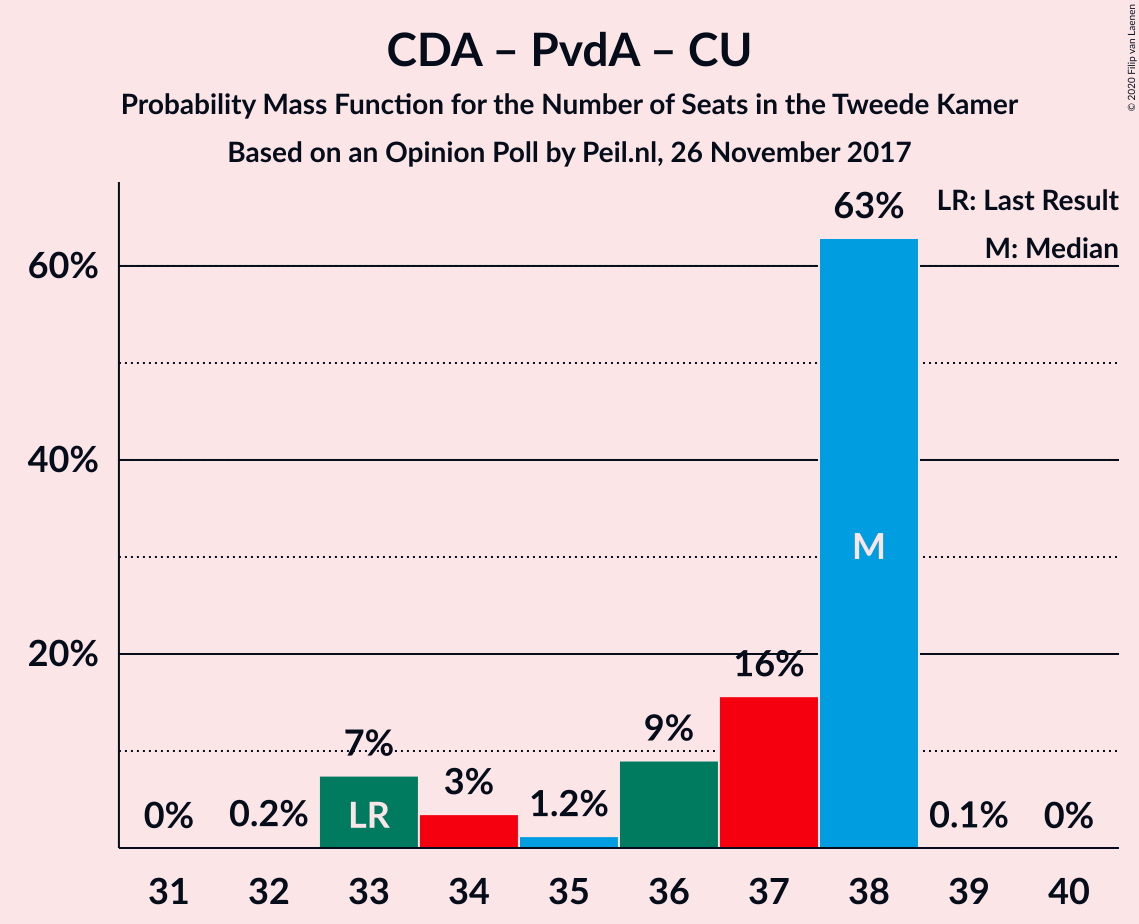 CDA – PvdA – CU
Probability Mass Function for the Number of Seats in the Tweede Kamer
Based on an Opinion Poll by Peil.nl, 26 November 2017
© 2020 Filip van Laenen
LR: Last Result
M: Median
60%
40%
20%
0%
0.2%
7%
3%
1.2%
9%
16%
63%
0.1%
0%
LR
M
31 32 33 34 35 36 37 38 39 40